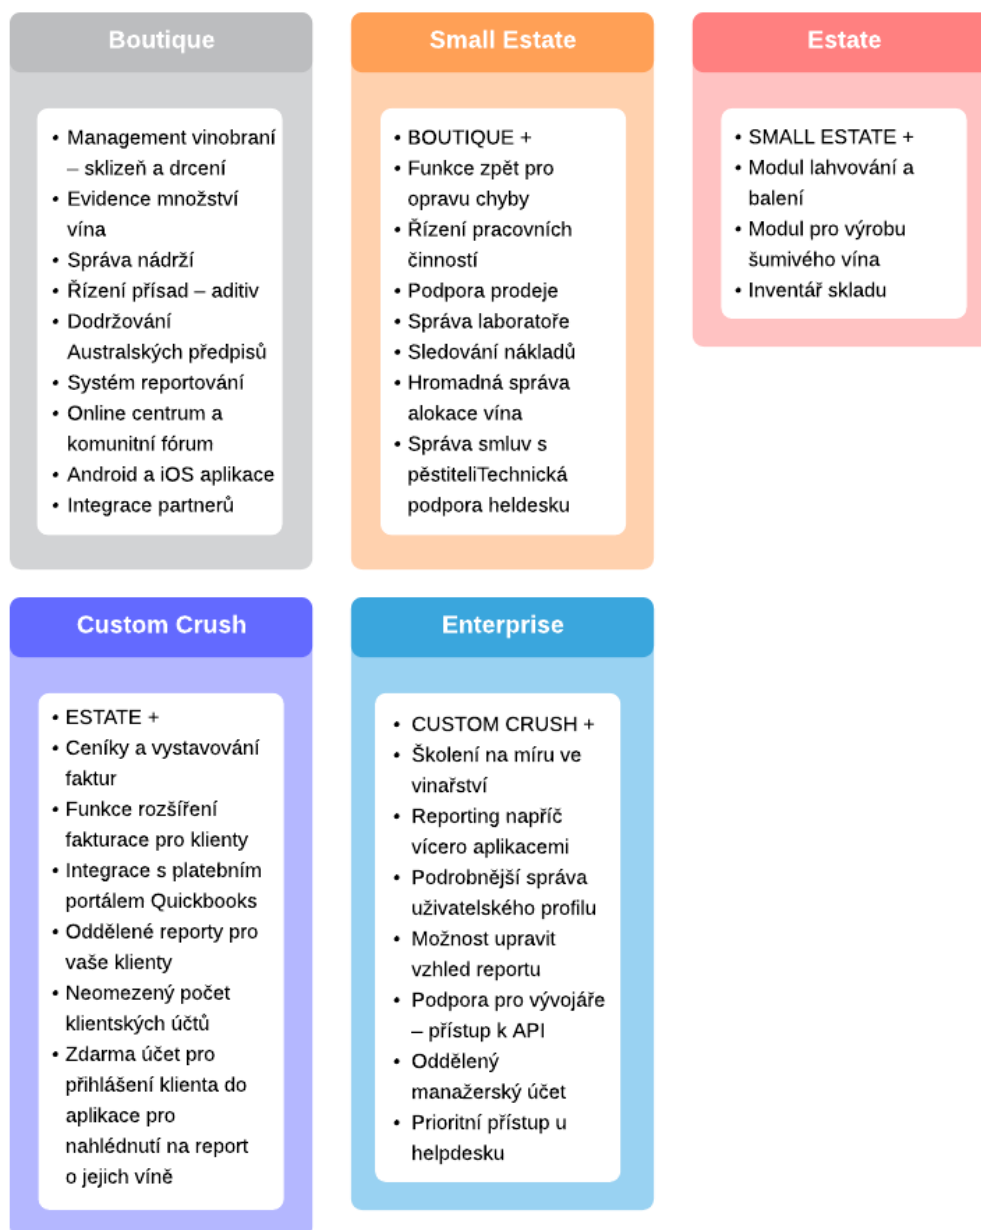 Boutique
• Management vinobraní
– sklizeň a drcení
• Evidence množství
vína
• Správa nádrží
• Řízení přísad – aditiv
• Dodržování
Australských předpisů
• Systém reportování
• Online centrum a
komunitní fórum
• Android a iOS aplikace
• Integrace partnerů
Small Estate
• BOUTIQUE +
• Funkce zpět pro
opravu chyby
• Řízení pracovních
činností
• Podpora prodeje
• Správa laboratoře
• Sledování nákladů
• Hromadná správa
alokace vína
• Správa smluv s
pěstiteliTechnická
podpora heldesku
Estate
• SMALL ESTATE +
• Modul lahvování a
balení
• Modul pro výrobu
šumivého vína
• Inventář skladu
Custom Crush
• ESTATE +
• Ceníky a vystavování
faktur
• Funkce rozšíření
fakturace pro klienty
• Integrace s platebním
portálem Quickbooks
• Oddělené reporty pro
vaše klienty
• Neomezený počet
klientských účtů
• Zdarma účet pro
přihlášení klienta do
aplikace pro
nahlédnutí na report
o jejich víně
Enterprise
• CUSTOM CRUSH +
• Školení na míru ve
vinařství
• Reporting napříč
vícero aplikacemi
• Podrobnější správa
uživatelského profilu
• Možnost upravit
vzhled reportu
• Podpora pro vývojáře
– přístup k API
• Oddělený
manažerský účet
• Prioritní přístup u
helpdesku